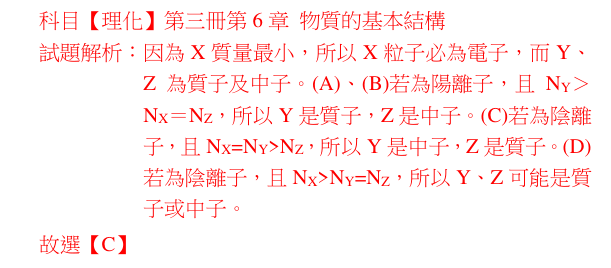 科目【理化】第三冊第 6 章 物質的基本結構
試題解析：因為 X 質量最小，所以 X 粒子必為電子，而 Y、
Z 為質子及中子。(A)、(B)若為陽離子，且 NY＞
NX＝NZ，所以 Y 是質子，Z 是中子。(C)若為陰離
子，且 NX=NY>NZ，所以 Y 是中子，Z 是質子。(D)
若為陰離子，且 NX>NY=NZ，所以 Y、Z 可能是質
子或中子。
故選【C】